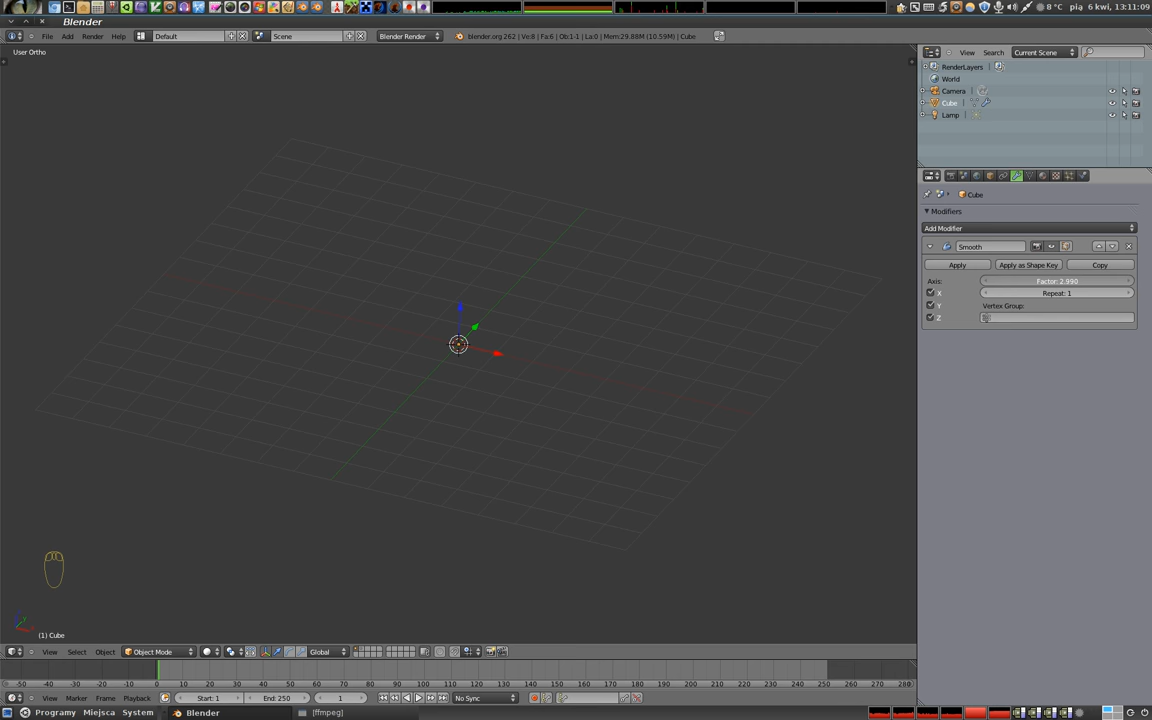 8 °C pią 6 kwi, 13:11:09
Blender
File Add Render Help Default Scene Blender Render blender.org 262 | Ve:8 | Fa:6 | Ob:1-1 | La:0 | Mem:29.88M (10.59M) | Cube
View Search Current Scene
User Ortho
RenderLayers
World
Camera
Cube
Lamp
Cube
Modifiers
Add Modifier
Smooth
Apply Apply as Shape Key Copy
Axis: Factor: 2.990
X Repeat: 1
Y Vertex Group:
Z
(1) Cube
View Select Object Object Mode Global
-50 -40 -30 -20 -10 0 10 20 30 40 50 60 70 80 90 100 110 120 130 140 150 160 170 180 190 200 210 220 230 240 250 260 270 280
View Marker Frame Playback Start: 1 End: 250 1 No Sync
Programy Miejsca System Blender [ffmpeg]